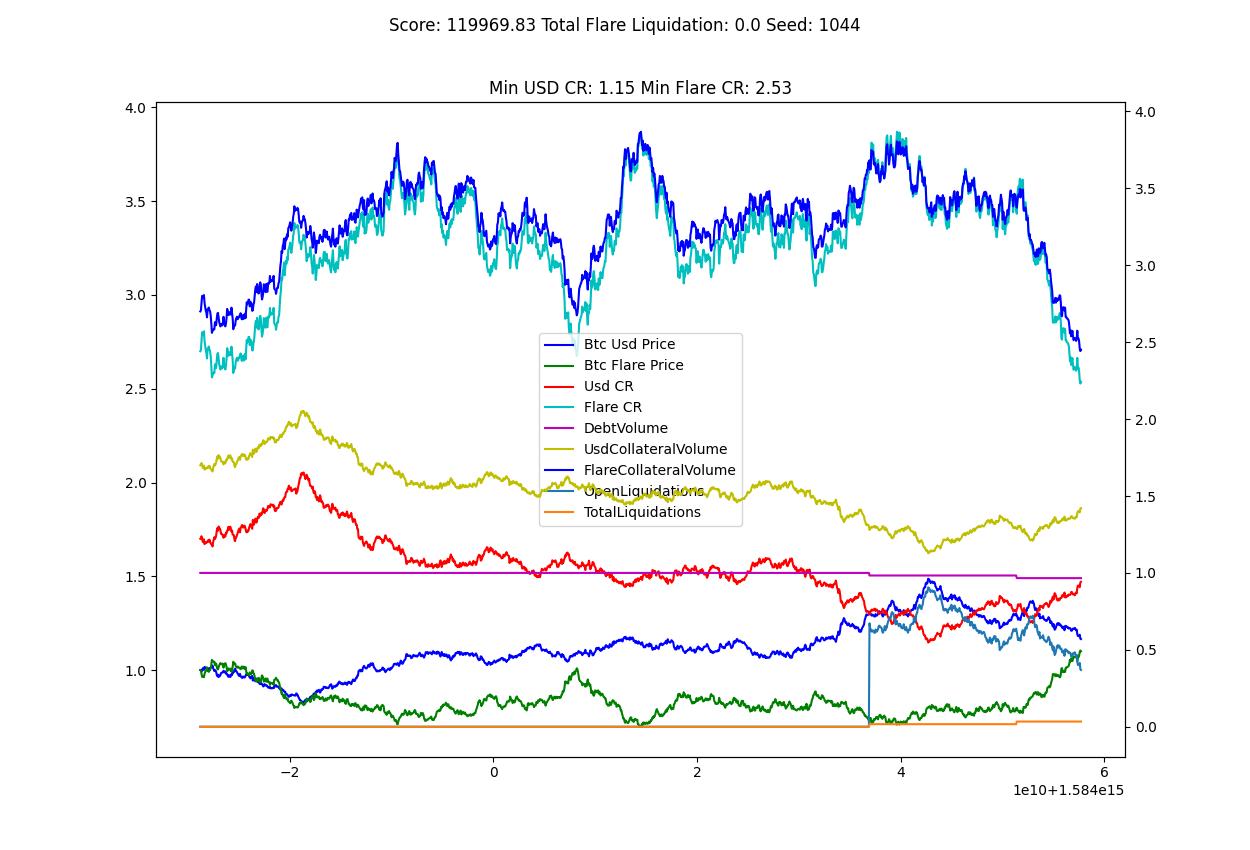 Score: 119969.83 Total Flare Liquidation: 0.0 Seed: 1044
Min USD CR: 1.15 Min Flare CR: 2.53
4.0
3.5
3.0
2.5
2.0
1.5
1.0
4.0
3.5
3.0
2.5
2.0
1.5
1.0
0.5
0.0
Btc Usd Price
Btc Flare Price
Usd CR
Flare CR
DebtVolume
UsdCollateralVolume
FlareCollateralVolume
OpenLiquidations
TotalLiquidations
−2 0 2 4 6
1e10+1.584e15